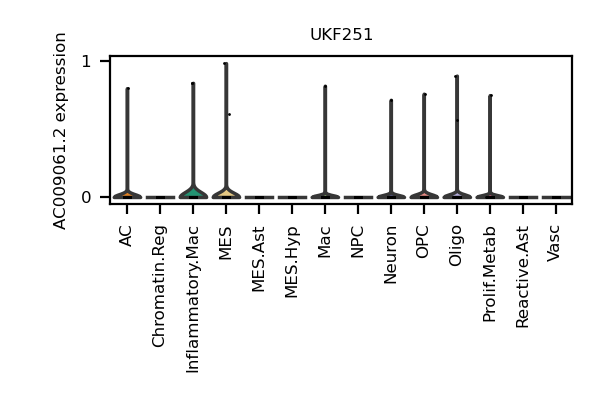 UKF251
AC009061.2 expression
1
0
AC
Chromatin.Reg
Inflammatory.Mac
MES
MES.Ast
MES.Hyp
Mac
NPC
Neuron
OPC
Oligo
Prolif.Metab
Reactive.Ast
Vasc